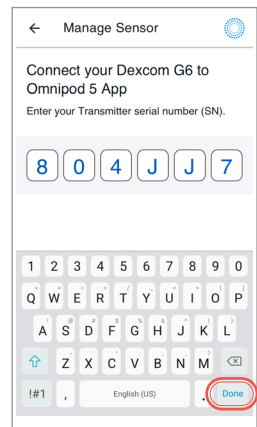 Manage Sensor
Connect your Dexcom G6 to
Omnipod 5 App
Enter your Transmitter serial number (SN).
8 0 4 J J 7
1 2 3 4 5 6 7 8 9 0
Q W E R T Y U I O P
A S D F G H J K L
Z X C V B N M
!#1 , English (US) . Done